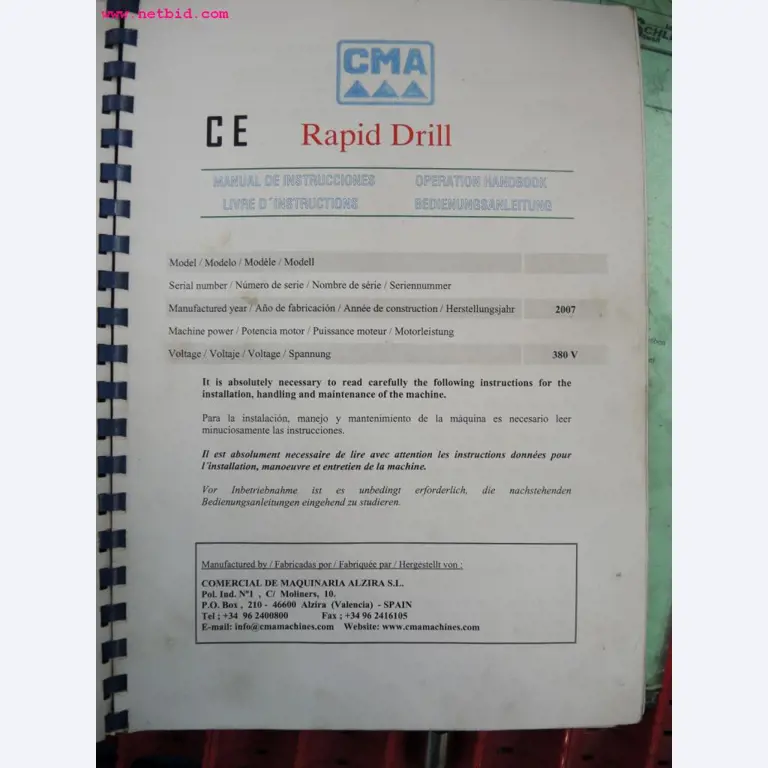 www.netbid.com
CMA
CE Rapid Drill
MANUAL DE INSTRUCCIONES OPERATION HANDBOOK
LIVRE D´INSTRUCTIONS BEDIENUNGSANLEITUNG
Model / Modelo / Modèle / Modell
Serial number / Número de serie / Nombre de série / Seriennummer
Manufactured year / Año de fabricación / Année de construction / Herstellungsjahr 2007
Machine power / Potencia motor / Puissance moteur / Motorleistung
Voltage / Voltaje / Voltage / Spannung 380 V
It is absolutely necessary to read carefully the following instructions for the
installation, handling and maintenance of the machine.
Para la instalación, manejo y mantenimiento de la màquina es necesario leer
minuciosamente las instrucciones.
Il est absolument necessaire de lire avec attention les instructions données pour
l´installation, manoeuvre et entretien de la machine.
Vor Inbetriebnahme ist es unbedingt erforderlich, die nachstehenden
Bedienungsanleitungen eingehend zu studieren.
Manufactured by / Fabricadas por / Fabriquée par / Hergestellt von :
COMERCIAL DE MAQUINARIA ALZIRA S.L.
Pol. Ind. Nº1 , C/ Moliners, 10.
P.O. Box , 210 - 46600 Alzira (Valencia) - SPAIN
Tel ; +34 96 2400800 Fax ; +34 96 2416105
E-mail: info@cmamachines.com Website: www.cmamachines.com